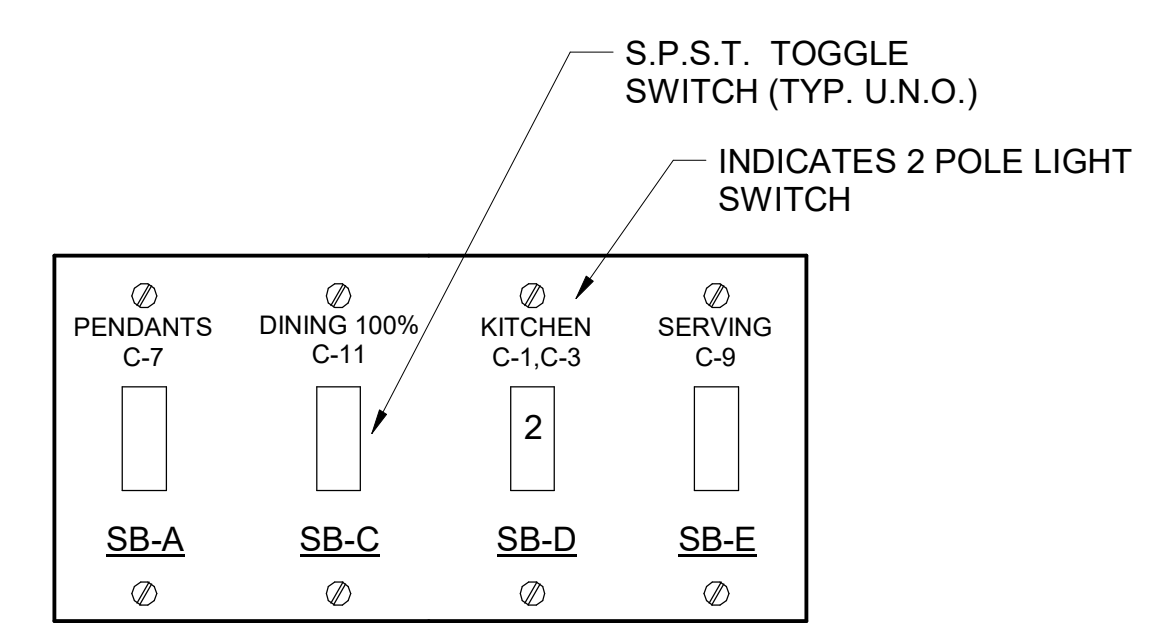 S.P.S.T. TOGGLE
SWITCH (TYP. U.N.O.)
INDICATES 2 POLE LIGHT
SWITCH
PENDANTS
C-7
DINING 100%
C-11
KITCHEN
C-1,C-3
SERVING
C-9
2
SB-A
SB-C
SB-D
SB-E